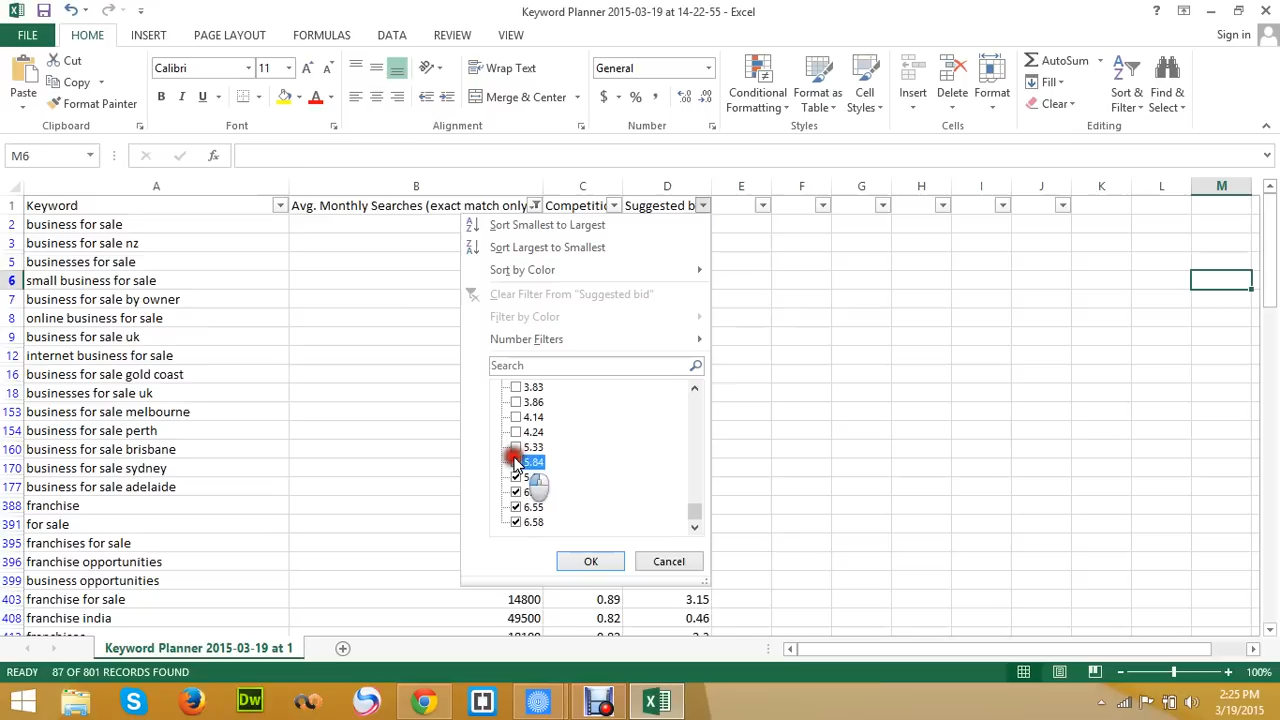 Keyword Planner 2015-03-19 at 14-22-55 - Excel
FILE HOME INSERT PAGE LAYOUT FORMULAS DATA REVIEW VIEW Sign in
Paste
Cut
Copy
Format Painter
Clipboard
Calibri 11
B I U
Font
Wrap Text
Merge & Center
Alignment
General
$ % ,
Number
Conditional Formatting
Format as Table
Cell Styles
Styles
Insert
Delete
Format
Cells
AutoSum
Fill
Clear
Sort & Filter
Find & Select
Editing
M6
A B C D E F G H I J K L M
1 Keyword Avg. Monthly Searches (exact match only Competitic Suggested b
2 business for sale
3 business for sale nz
5 businesses for sale
6 small business for sale
7 business for sale by owner
8 online business for sale
9 business for sale uk
12 internet business for sale
16 business for sale gold coast
18 businesses for sale uk
153 business for sale melbourne
154 business for sale perth
160 business for sale brisbane
170 business for sale sydney
177 business for sale adelaide
388 franchise
391 for sale
395 franchises for sale
396 franchise opportunities
399 business opportunities
403 franchise for sale 14800 0.89 3.15
408 franchise india 49500 0.82 0.46
Sort Smallest to Largest
Sort Largest to Smallest
Sort by Color
Clear Filter From "Suggested bid"
Filter by Color
Number Filters
Search
3.83
3.86
4.14
4.24
5.33
5.84
6.55
6.58
OK Cancel
Keyword Planner 2015-03-19 at 1
READY 87 OF 801 RECORDS FOUND 100%
Dw
2:25 PM
3/19/2015